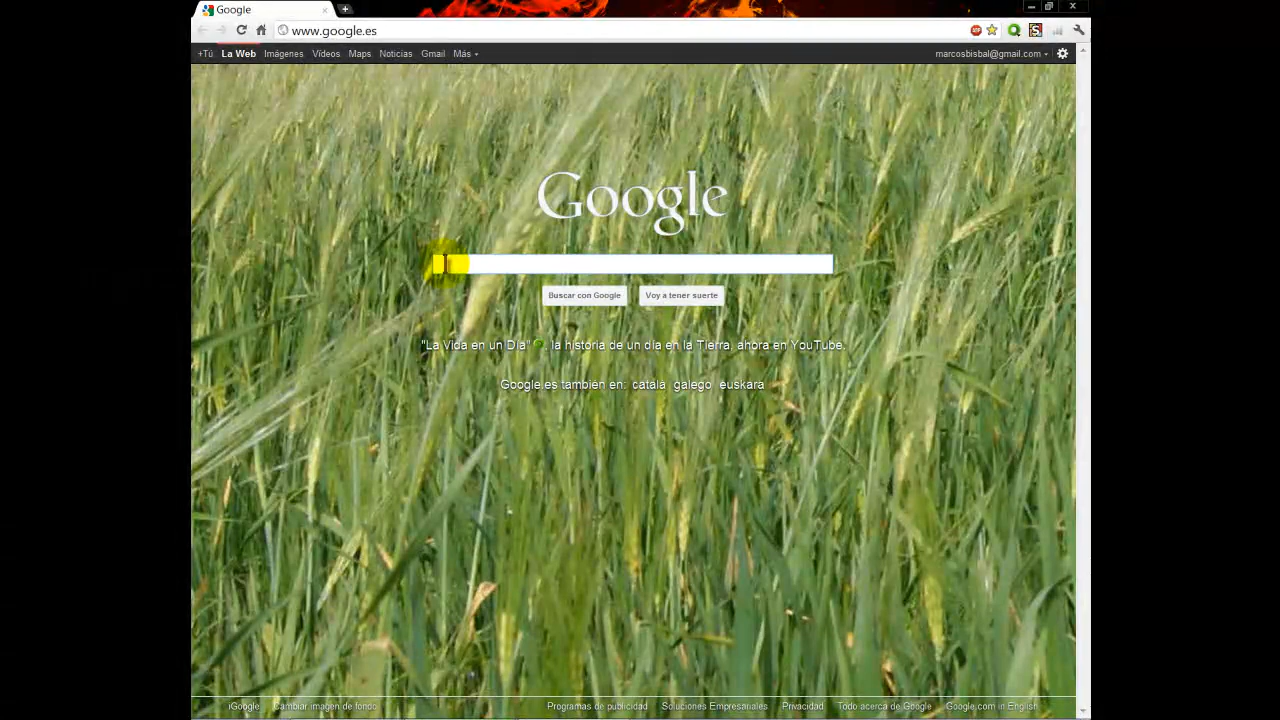 Google
www.google.es
+Tú La Web Imágenes Vídeos Maps Noticias Gmail Más
marcosbisbal@gmail.com
Google
Buscar con Google Voy a tener suerte
"La Vida en un Día" , la historia de un día en la Tierra, ahora en YouTube.
Google.es también en: català galego euskara
iGoogle Cambiar imagen de fondo Programas de publicidad Soluciones Empresariales Privacidad Todo acerca de Google Google.com in English